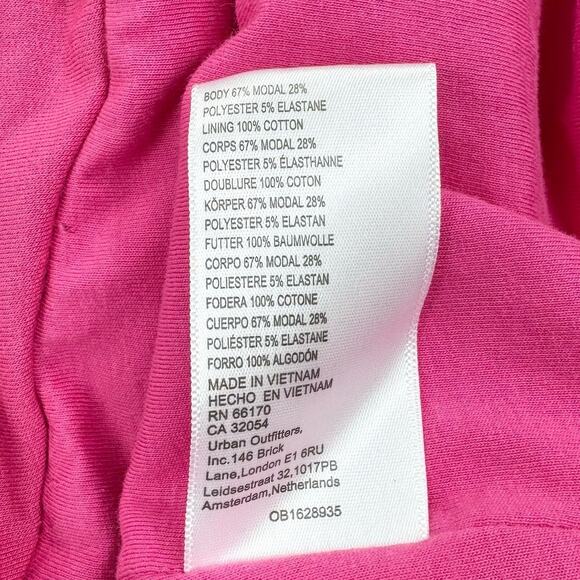 BODY 67% MODAL 28%
POLYESTER 5% ELASTANE
LINING 100% COTTON
CORPS 67% MODAL 28%
POLYESTER 5% ÉLASTHANNE
DOUBLURE 100% COTON
KÖRPER 67% MODAL 28%
POLYESTER 5% ELASTAN
FUTTER 100% BAUMWOLLE
CORPO 67% MODAL 28%
POLIESTERE 5% ELASTAN
FODERA 100% COTONE
CUERPO 67% MODAL 28%
POLIÉSTER 5% ELASTAN
FORRO 100% ALGODÓN
MADE IN VIETNAM
HECHO EN VIETNAM
RN 66170
CA 32054
Urban Outfitters,
Inc.146 Brick
Lane,London E1 6RU
Leidsestraat 32,1017PB
Amsterdam,Netherlands
OB1628935